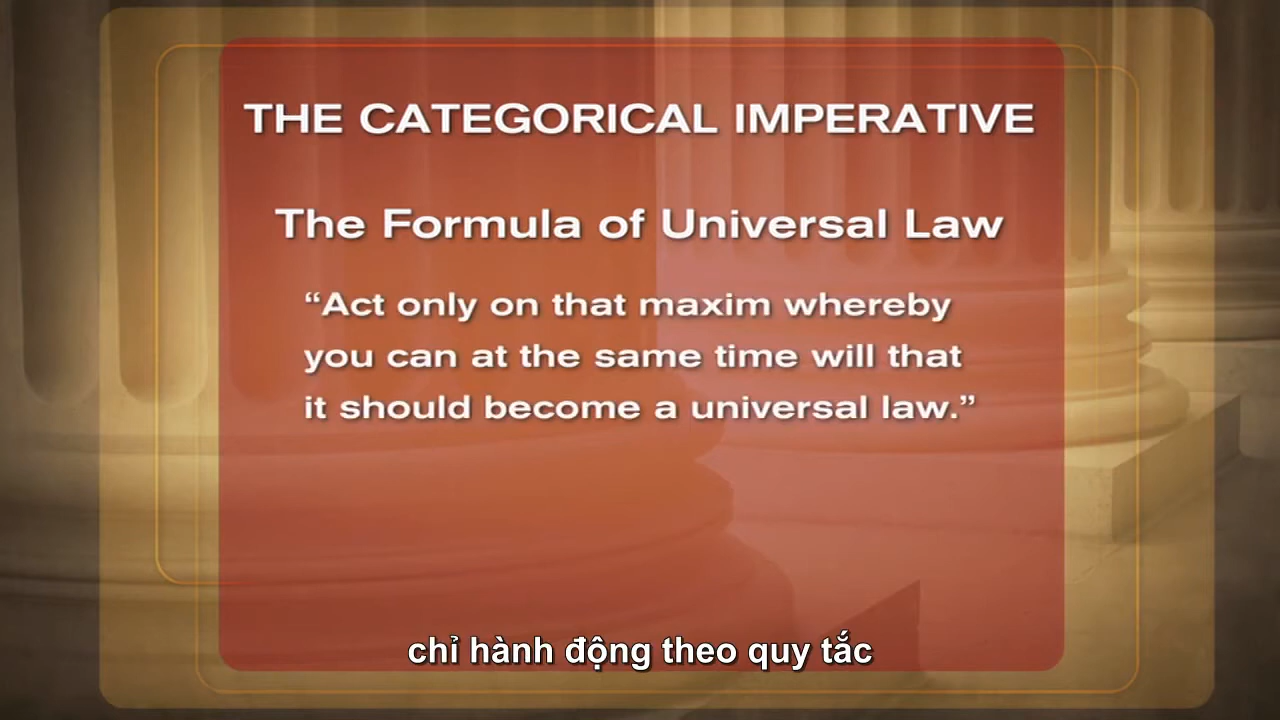 THE CATEGORICAL IMPERATIVE
The Formula of Universal Law
“Act only on that maxim whereby
you can at the same time will that
it should become a universal law.”
chỉ hành động theo quy tắc